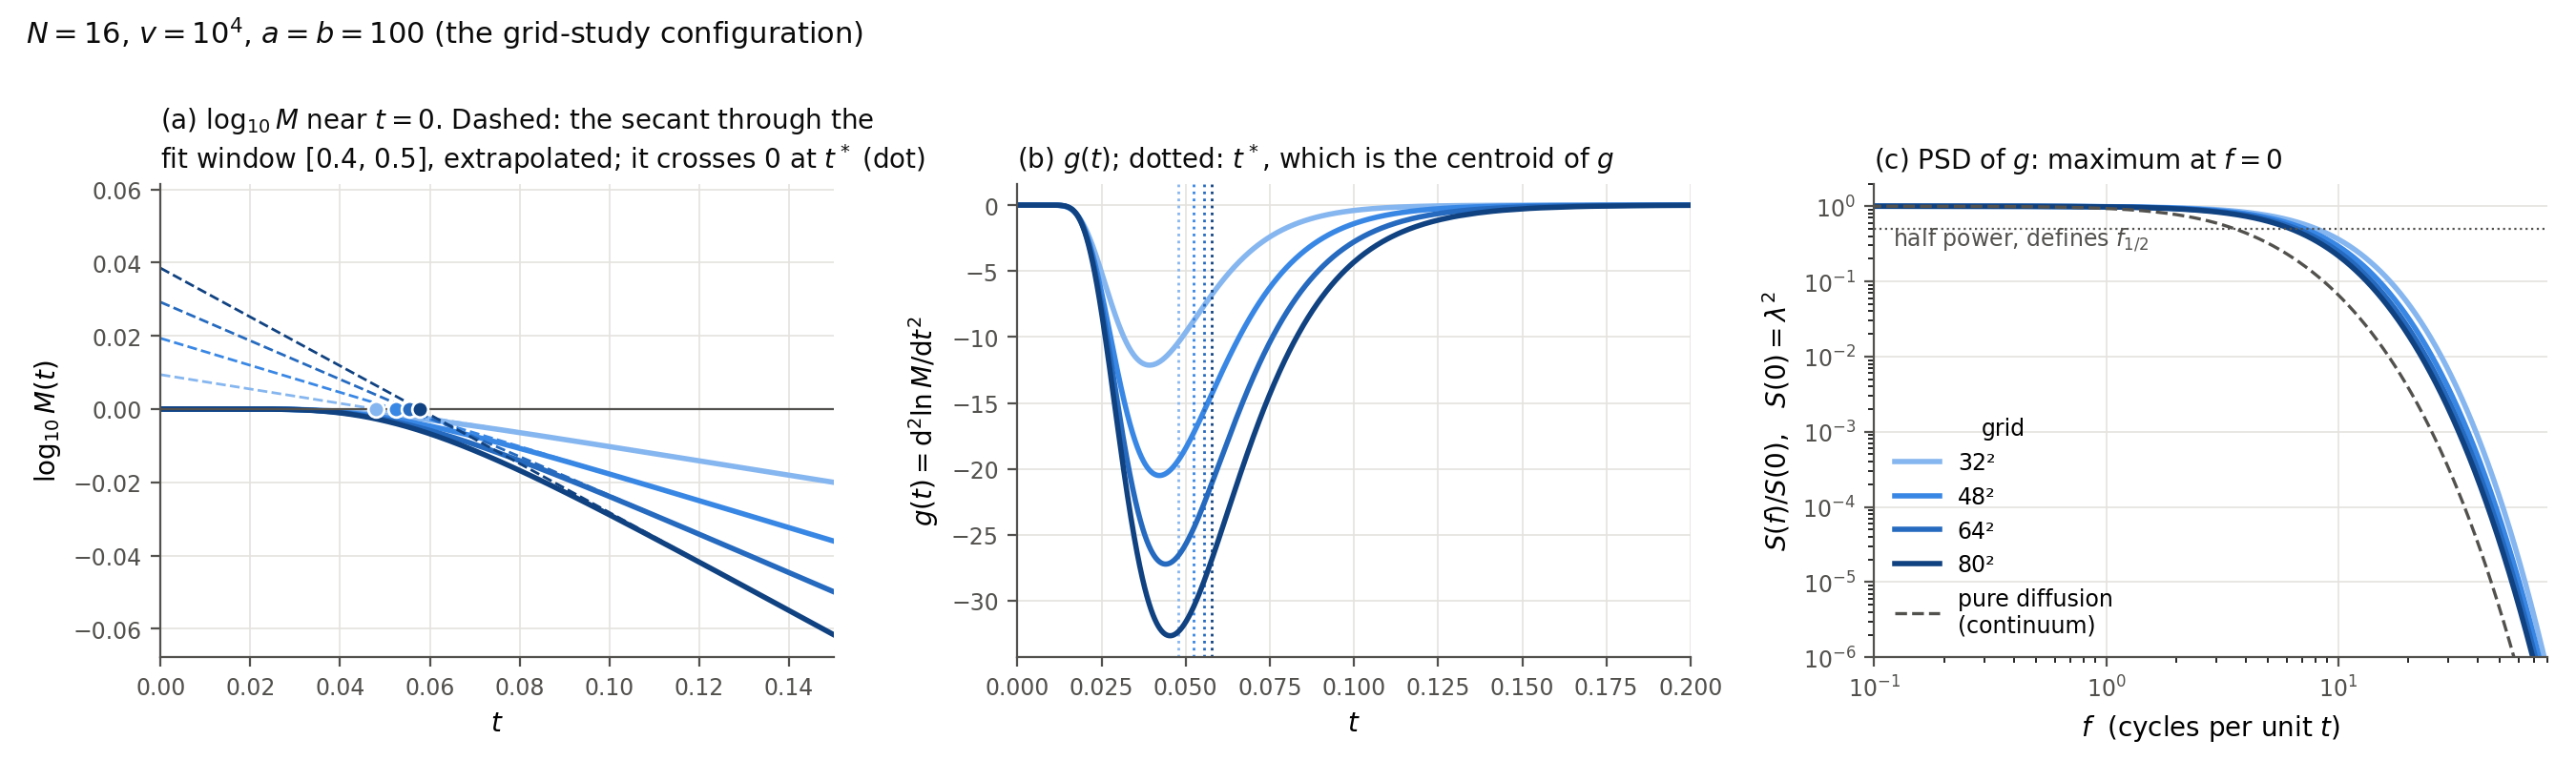 N = 16, v = 10⁴, a = b = 100 (the grid-study configuration)
(a) log₁₀ M near t = 0. Dashed: the secant through the
fit window [0.4, 0.5], extrapolated; it crosses 0 at t* (dot)
0.06
0.04
0.02
0.00
−0.02
−0.04
−0.06
log₁₀ M(t)
0.00 0.02 0.04 0.06 0.08 0.10 0.12 0.14
t
(b) g(t); dotted: t*, which is the centroid of g
0
−5
−10
−15
−20
−25
−30
g(t) = d² ln M/dt²
0.000 0.025 0.050 0.075 0.100 0.125 0.150 0.175 0.200
t
(c) PSD of g: maximum at f = 0
10⁰
10⁻¹
10⁻²
10⁻³
10⁻⁴
10⁻⁵
10⁻⁶
S(f)/S(0), S(0) = λ²
half power, defines f₁/₂
grid
32²
48²
64²
80²
pure diffusion
(continuum)
10⁻¹ 10⁰ 10¹
f (cycles per unit t)